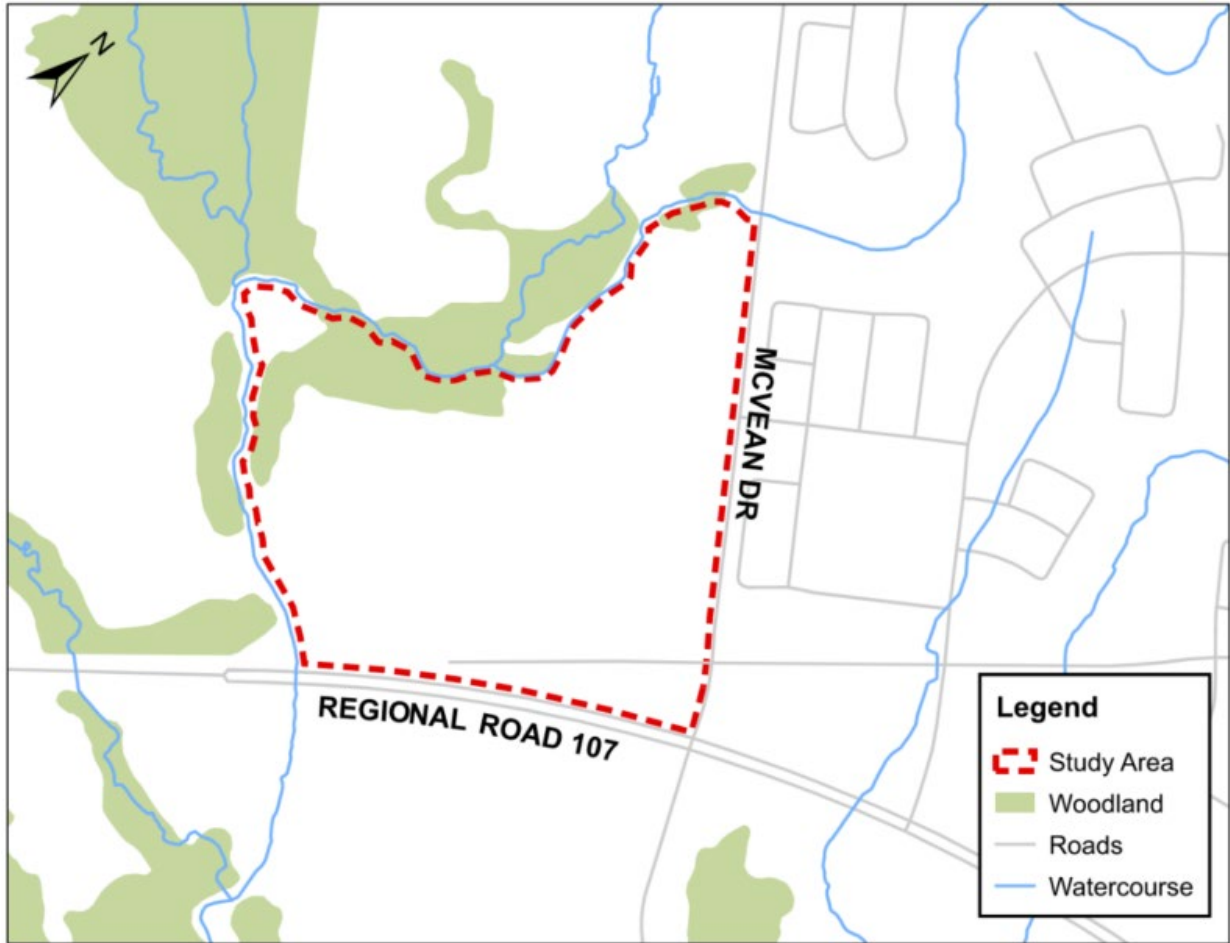 N
MCVEAN DR
REGIONAL ROAD 107
Legend
Study Area
Woodland
Roads
Watercourse